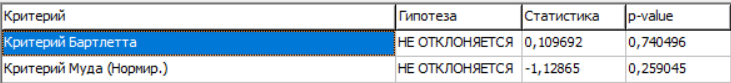 Критерий Гипотеза Статистика p-value
Критерий Бартлетта НЕ ОТКЛОНЯЕТСЯ 0,109692 0,740496
Критерий Муда (Нормир.) НЕ ОТКЛОНЯЕТСЯ -1,12865 0,259045